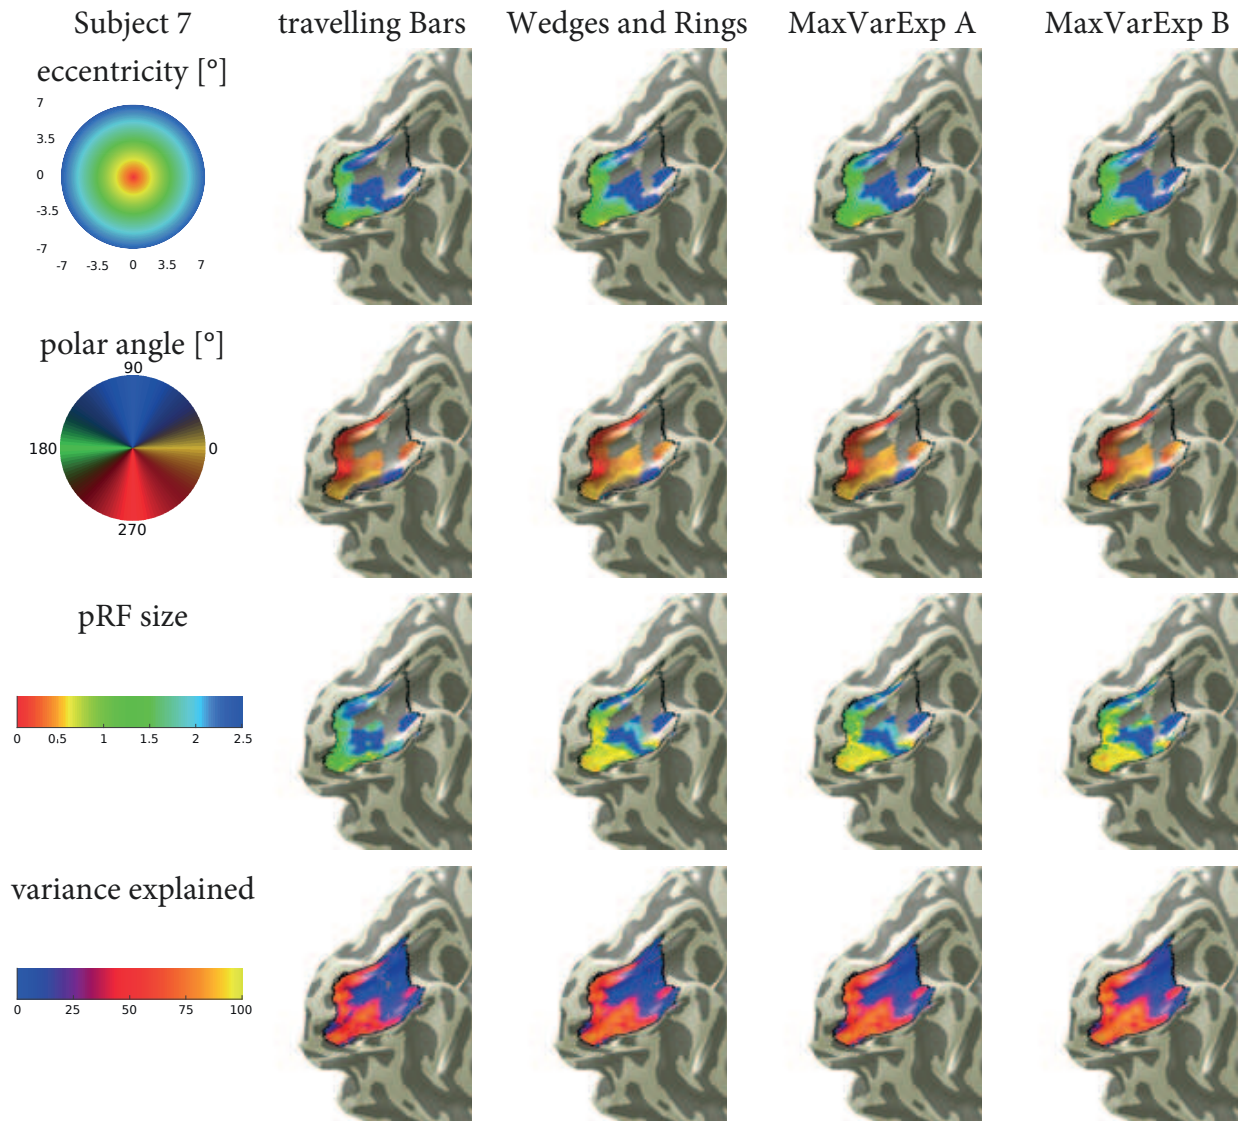 Subject 7 travelling Bars Wedges and Rings MaxVarExp A MaxVarExp B
eccentricity [°]
7
3.5
0
-3.5
-7
-7 -3.5 0 3.5 7
polar angle [°]
90
180 0
270
pRF size
0 0.5 1 1.5 2 2.5
variance explained
0 25 50 75 100